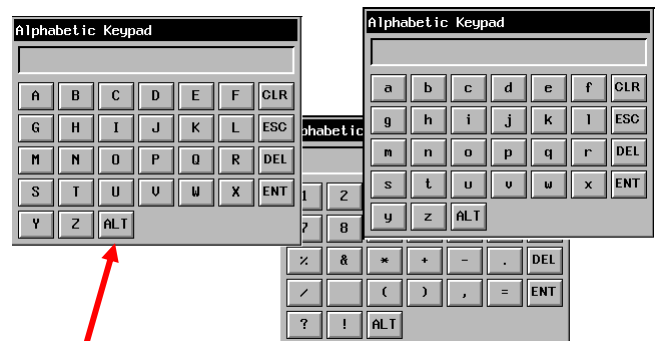 Alphabetic Keypad
A B C D E F CLR
G H I J K L ESC
M N O P Q R DEL
S T U V W X ENT
Y Z ALT
Alphabetic Keypad
a b c d e f CLR
g h i j k l ESC
m n o p q r DEL
s t u v w x ENT
y z ALT
phabetic
1 2
7 8
% & * + - . DEL
/ ( ) , = ENT
? ! ALT